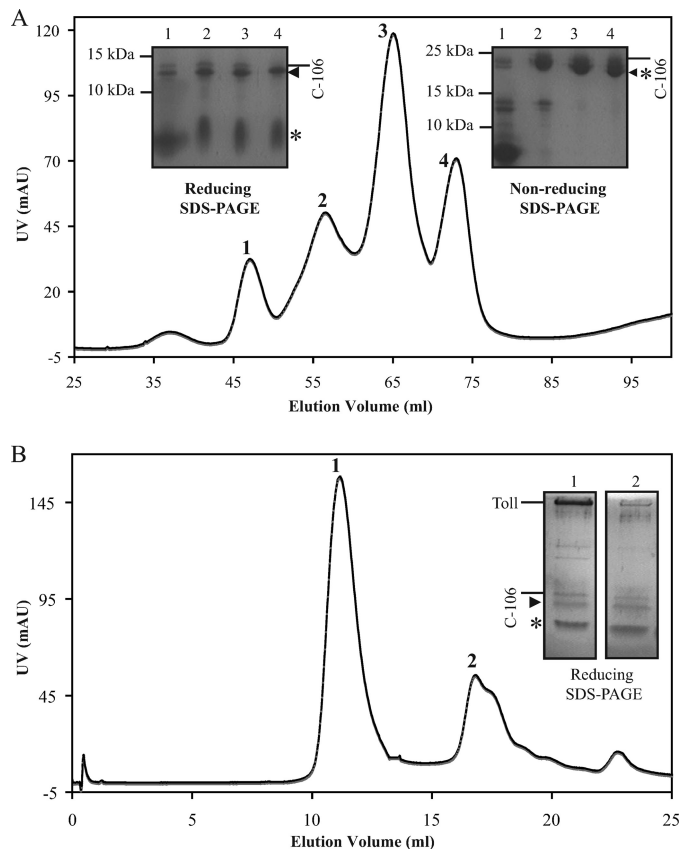 A
120
95
70
45
20
-5
UV (mAU)
25 35 45 55 65 75 85 95
Elution Volume (ml)
1 2 3 4
15 kDa
10 kDa
C-106
*
Reducing
SDS-PAGE
1
2
3
4
1 2 3 4
25 kDa
15 kDa
10 kDa
C-106
*
Non-reducing
SDS-PAGE
B
145
95
45
-5
UV (mAU)
0 5 10 15 20 25
Elution Volume (ml)
1
2
1 2
Toll
C-106
*
Reducing
SDS-PAGE